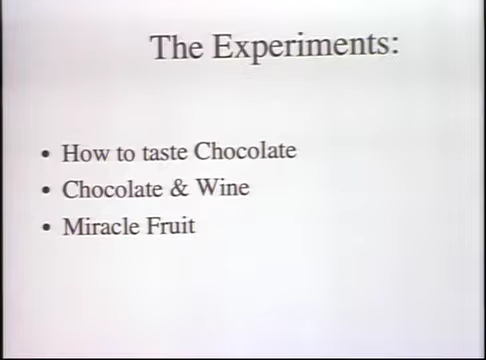 The Experiments:
• How to taste Chocolate
• Chocolate & Wine
• Miracle Fruit